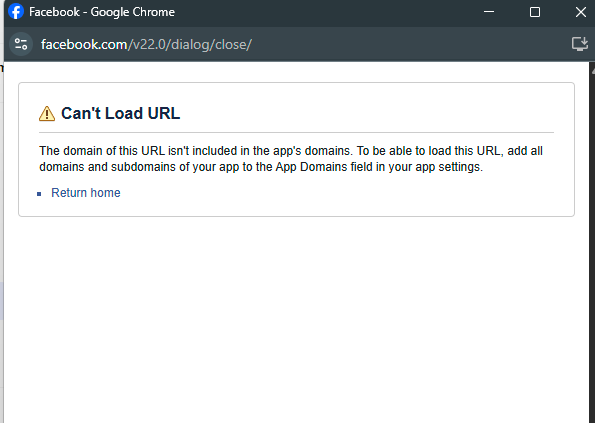 Facebook - Google Chrome
facebook.com/v22.0/dialog/close/
Can't Load URL
The domain of this URL isn't included in the app's domains. To be able to load this URL, add all
domains and subdomains of your app to the App Domains field in your app settings.
Return home